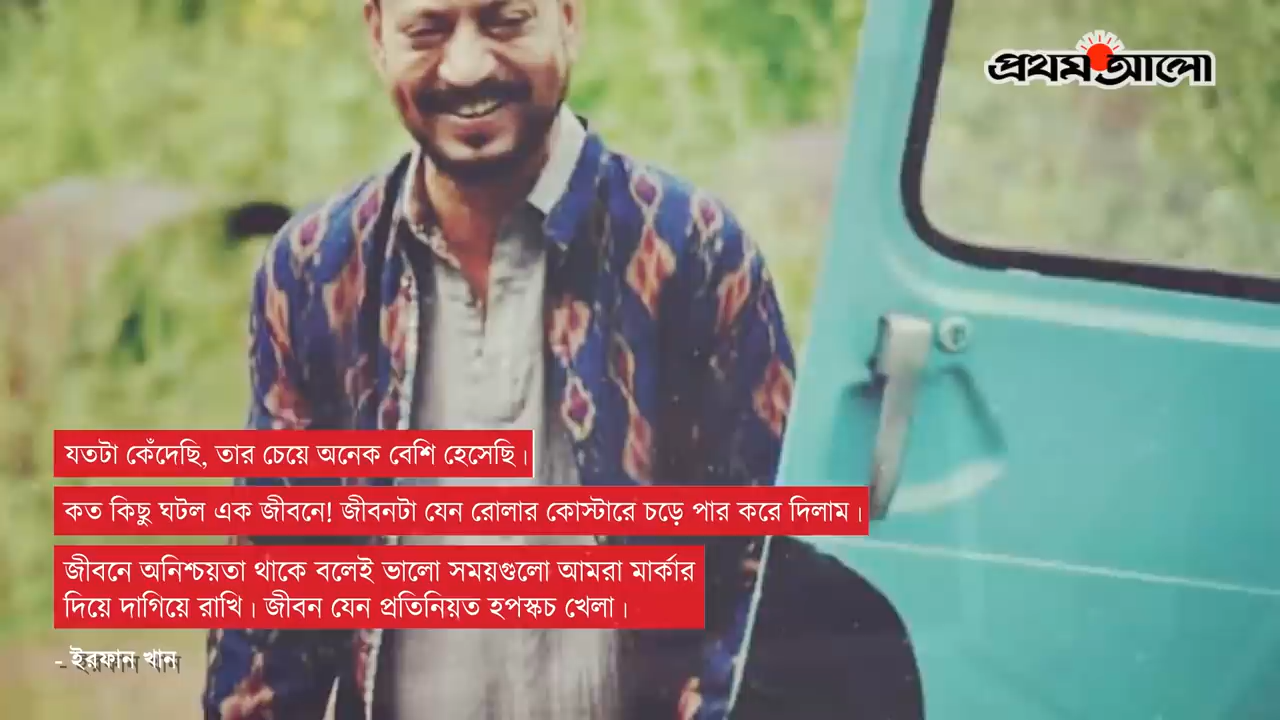 প্রথম আলো
যতটা কেঁদেছি, তার চেয়ে অনেক বেশি হেসেছি।
কত কিছু ঘটল এক জীবনে! জীবনটা যেন রোলার কোস্টারে চড়ে পার করে দিলাম।
জীবনে অনিশ্চয়তা থাকে বলেই ভালো সময়গুলো আমরা মার্কার
দিয়ে দাগিয়ে রাখি। জীবন যেন প্রতিনিয়ত হপস্কচ খেলা।
- ইরফান খান